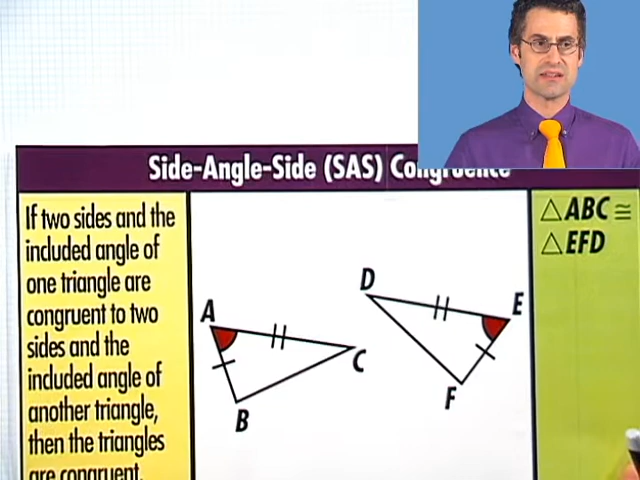 Side-Angle-Side (SAS) Congruence
If two sides and the
included angle of
one triangle are
congruent to two
sides and the
included angle of
another triangle,
then the triangles
are congruent.
A
B
C
D
E
F
△ABC ≅
△EFD